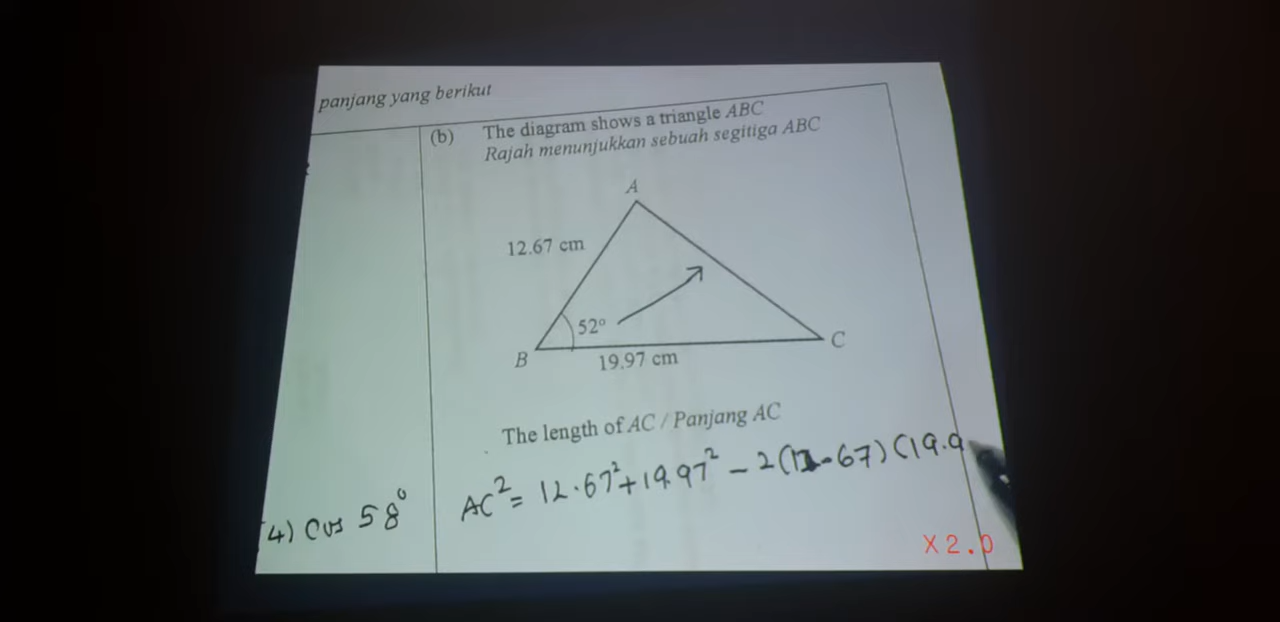 panjang yang berikut
(b) The diagram shows a triangle ABC
Rajah menunjukkan sebuah segitiga ABC
A
12.67 cm
52°
B
C
19.97 cm
The length of AC / Panjang AC
AC² = 12.67² + 19.97² − 2(12.67)(19.9
4) Cos 58°
X2.0